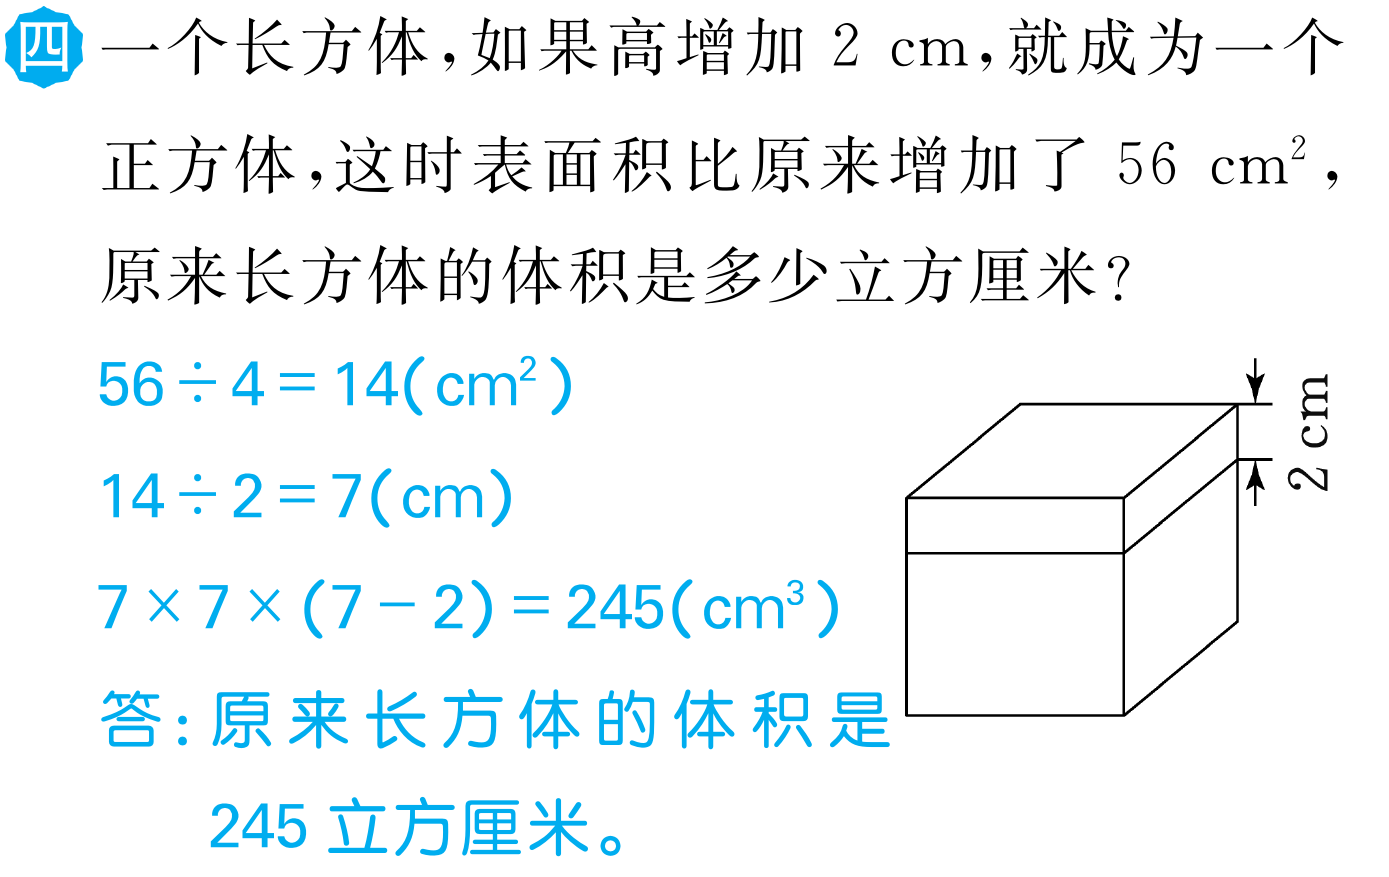 四 一个长方体,如果高增加 2 cm,就成为一个
正方体,这时表面积比原来增加了 56 cm²,
原来长方体的体积是多少立方厘米?
56÷4=14(cm²)
14÷2=7(cm)
7×7×(7-2)=245(cm³)
答:原来长方体的体积是
245 立方厘米。
2 cm